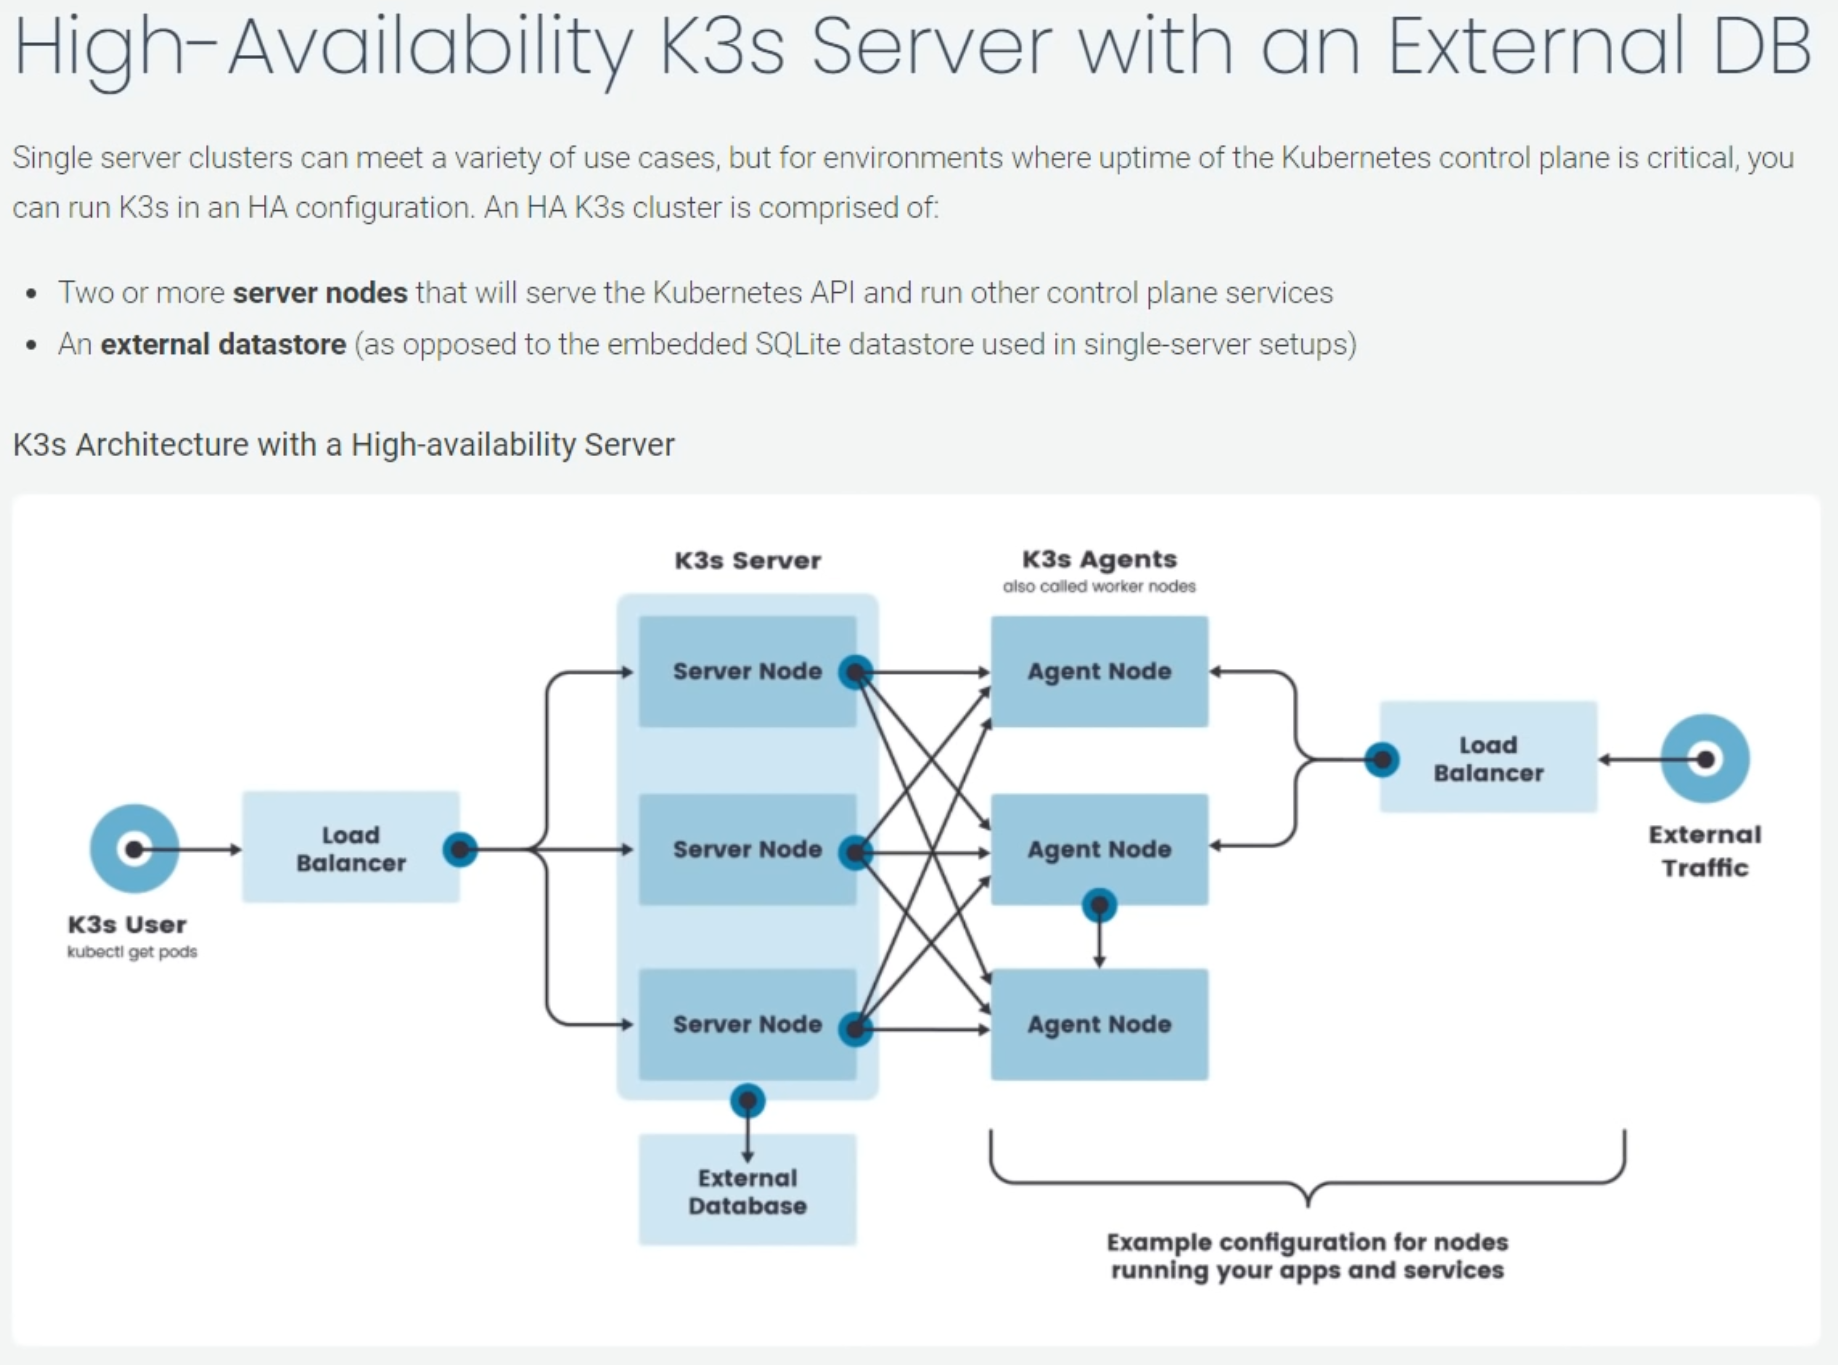 High-Availability K3s Server with an External DB
Single server clusters can meet a variety of use cases, but for environments where uptime of the Kubernetes control plane is critical, you
can run K3s in an HA configuration. An HA K3s cluster is comprised of:
• Two or more server nodes that will serve the Kubernetes API and run other control plane services
• An external datastore (as opposed to the embedded SQLite datastore used in single-server setups)
K3s Architecture with a High-availability Server
K3s Server
K3s Agents
also called worker nodes
Server Node
Agent Node
Load
Balancer
External
Traffic
Load
Balancer
K3s User
kubectl get pods
Server Node
Agent Node
Server Node
Agent Node
External
Database
Example configuration for nodes
running your apps and services